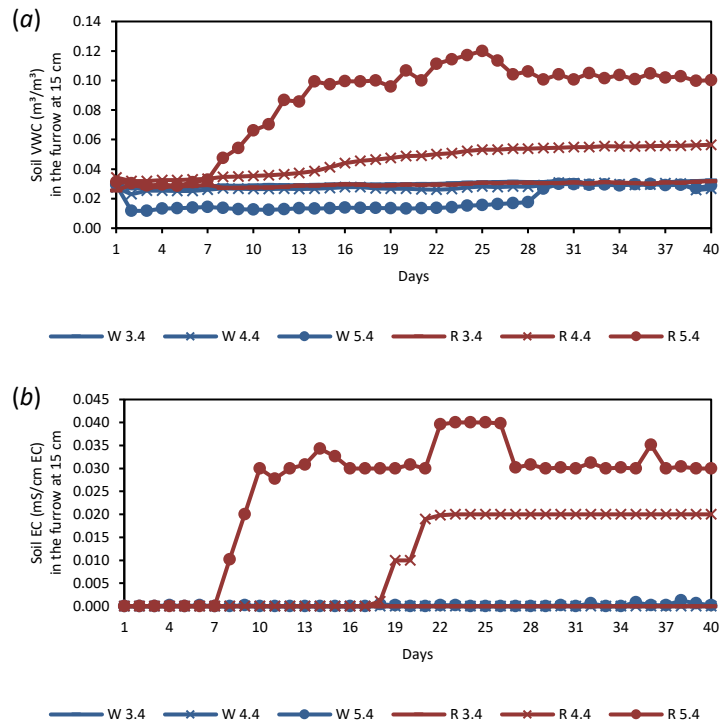 (a)
Soil VWC (m³/m³)
in the furrow at 15 cm
0.14
0.12
0.10
0.08
0.06
0.04
0.02
0.00
1 4 7 10 13 16 19 22 25 28 31 34 37 40
Days
W 3.4 W 4.4 W 5.4 R 3.4 R 4.4 R 5.4
(b)
Soil EC (mS/cm EC)
in the furrow at 15 cm
0.045
0.040
0.035
0.030
0.025
0.020
0.015
0.010
0.005
0.000
1 4 7 10 13 16 19 22 25 28 31 34 37 40
Days
W 3.4 W 4.4 W 5.4 R 3.4 R 4.4 R 5.4